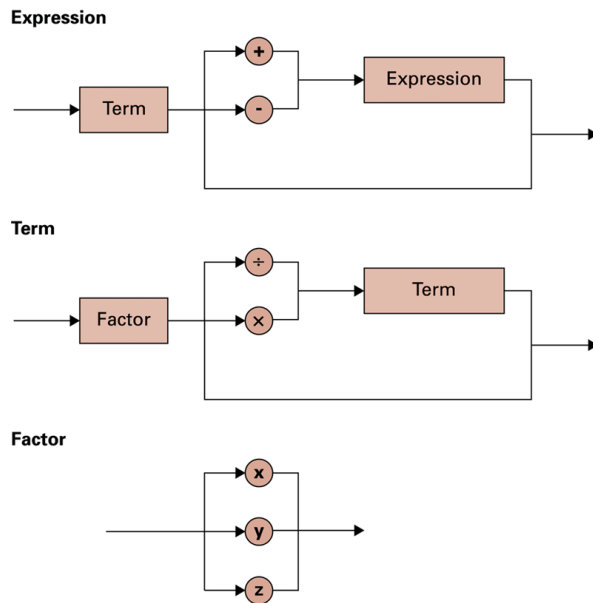 Expression
+
Expression
Term
-
Term
÷
Term
Factor
×
Factor
x
y
z